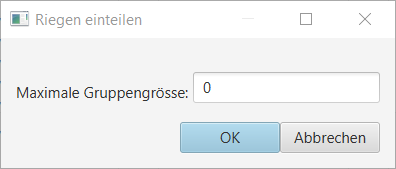 Riegen einteilen
Maximale Gruppengrösse: 0
OK Abbrechen